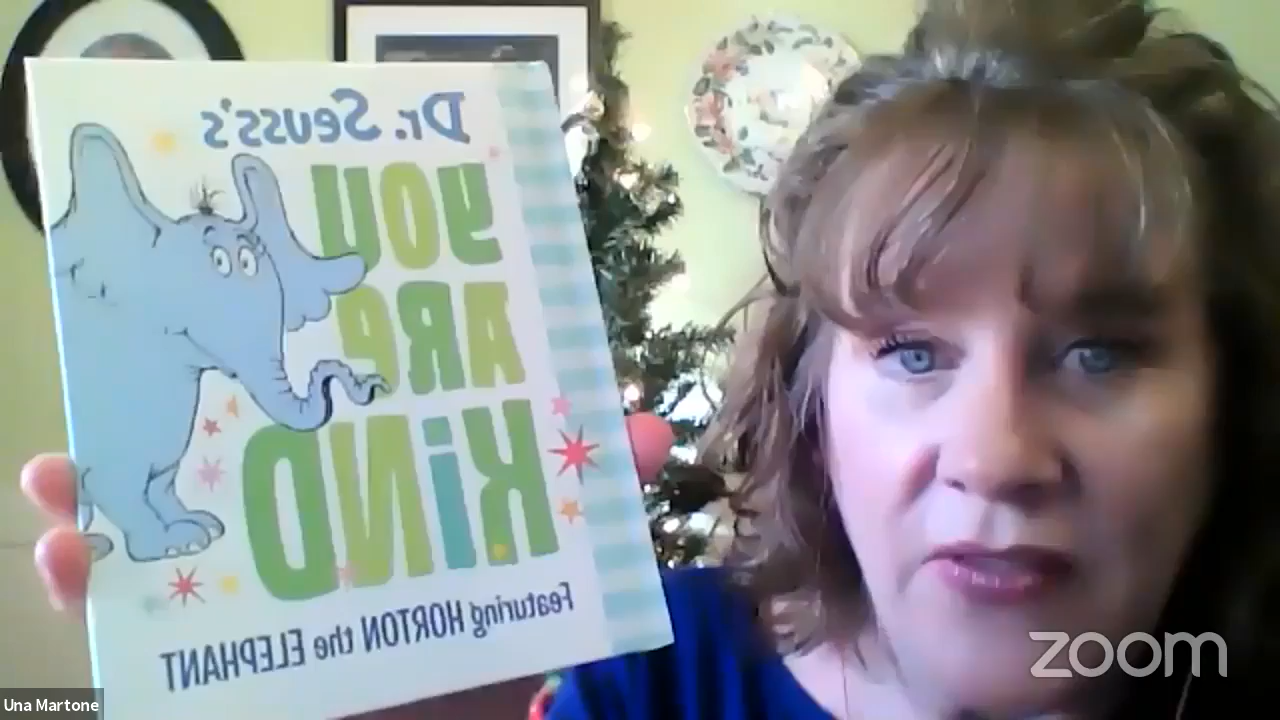 Dr. Seuss's
YOU
ARe
KiND
Featuring HORTON the ELEPHANT
zoom
Una Martone